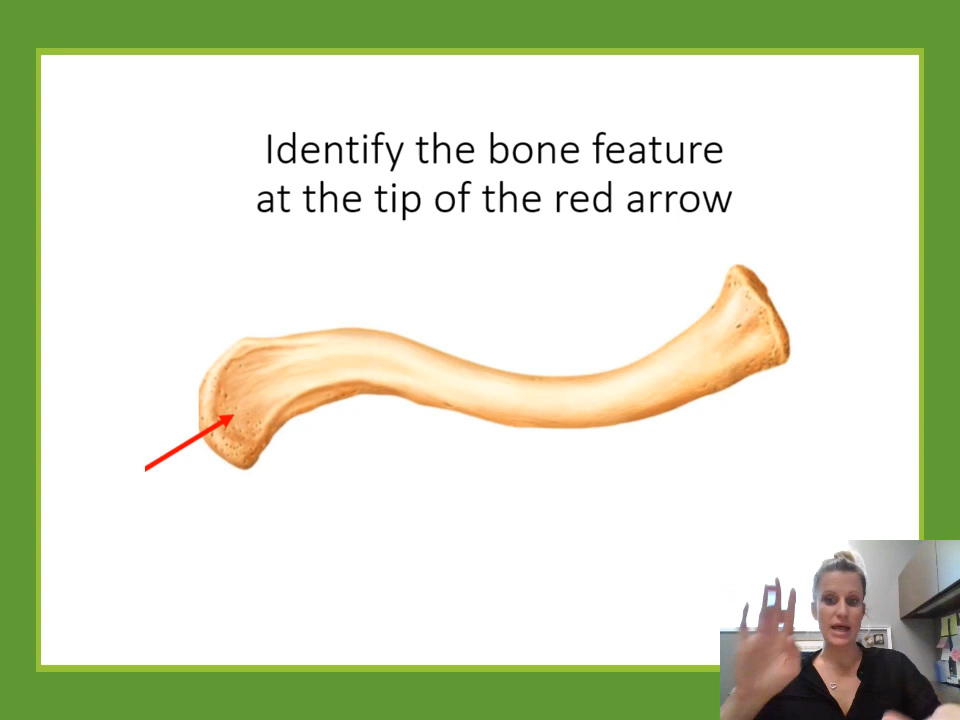 Identify the bone feature
at the tip of the red arrow